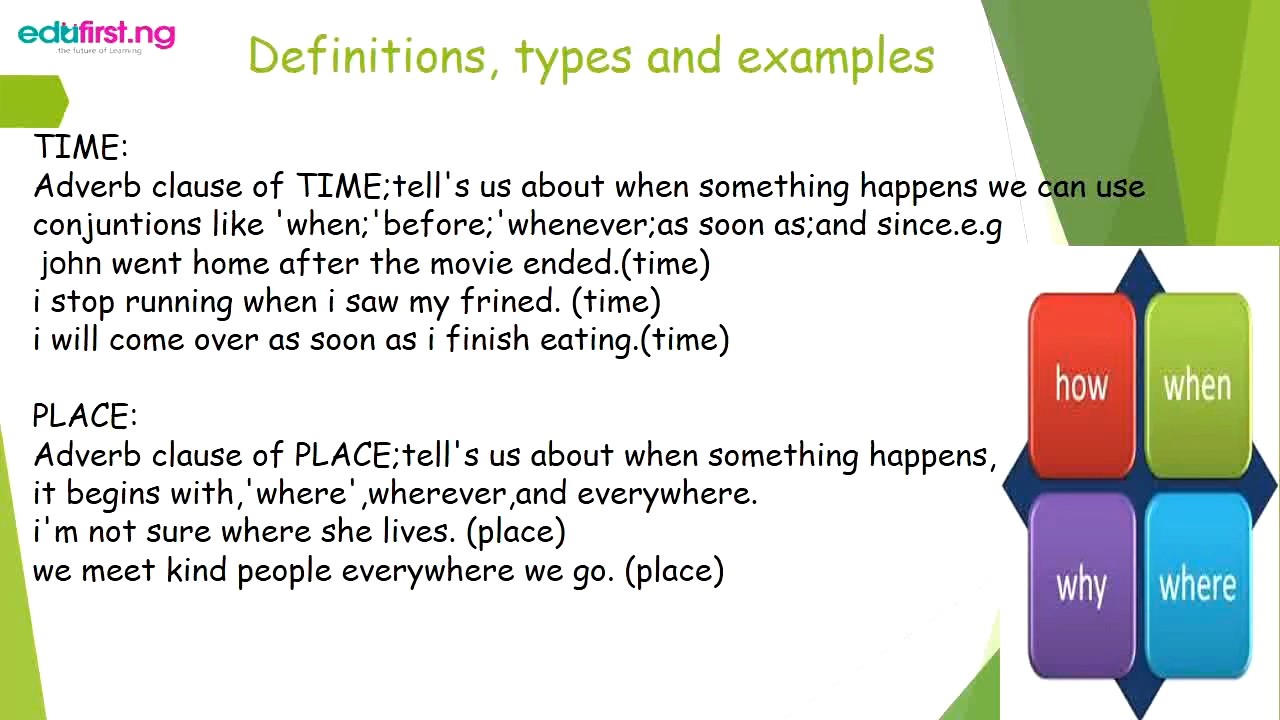 edufirst.ng
the future of Learning
Definitions, types and examples
TIME:
Adverb clause of TIME;tell's us about when something happens we can use
conjuntions like 'when;'before;'whenever;as soon as;and since.e.g
john went home after the movie ended.(time)
i stop running when i saw my frined. (time)
i will come over as soon as i finish eating.(time)
PLACE:
Adverb clause of PLACE;tell's us about when something happens,
it begins with,'where',wherever,and everywhere.
i'm not sure where she lives. (place)
we meet kind people everywhere we go. (place)
how
when
why
where